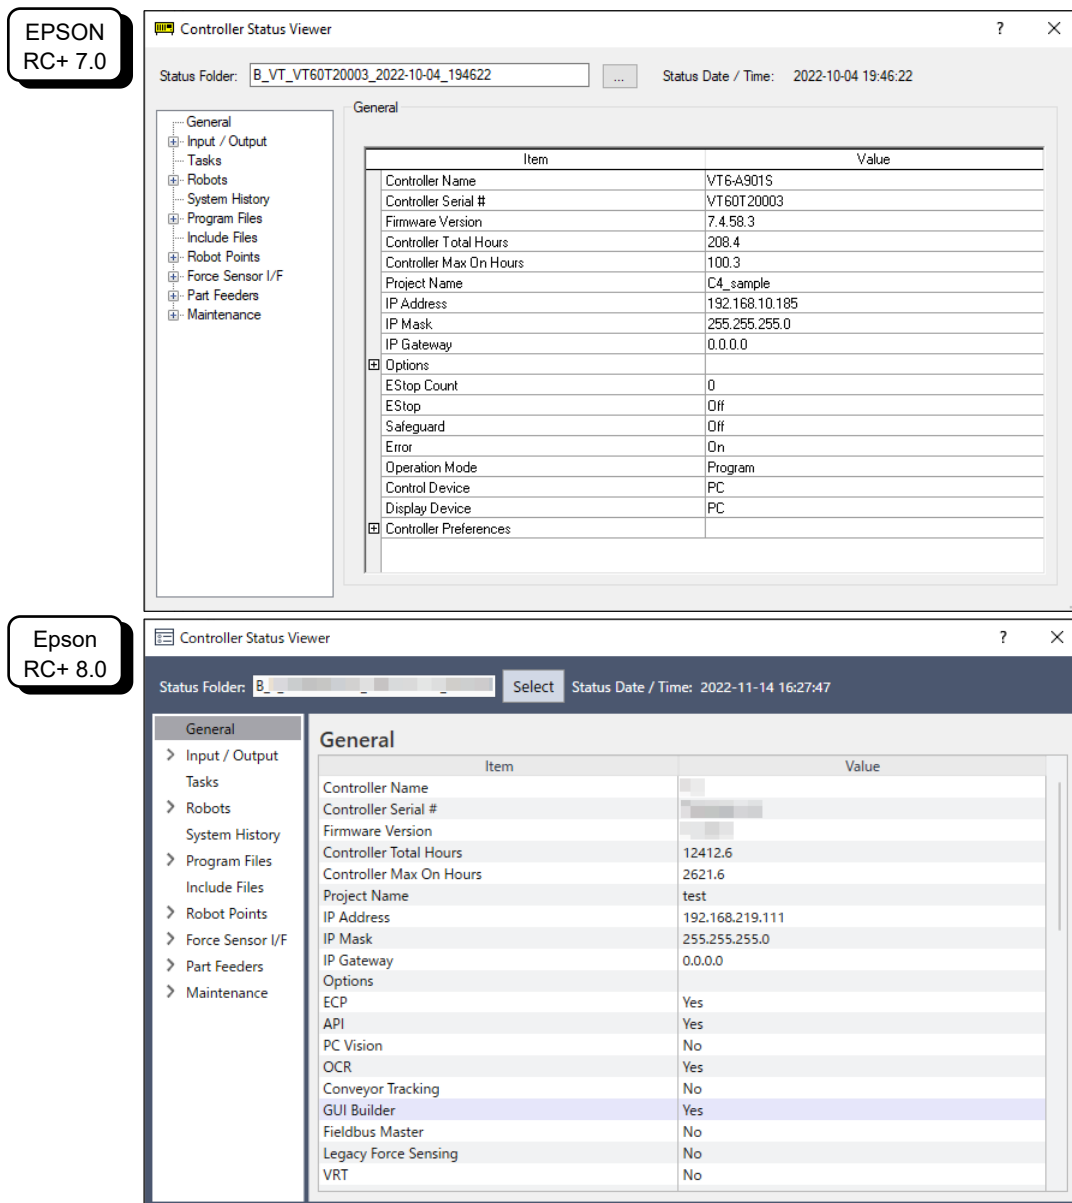 EPSON
RC+ 7.0
Controller Status Viewer
?
Status Folder: B_VT_VT60T20003_2022-10-04_194622 ... Status Date / Time: 2022-10-04 19:46:22
General
Input / Output
Tasks
Robots
System History
Program Files
Include Files
Robot Points
Force Sensor I/F
Part Feeders
Maintenance
General
Item Value
Controller Name VT6-A901S
Controller Serial # VT60T20003
Firmware Version 7.4.58.3
Controller Total Hours 208.4
Controller Max On Hours 100.3
Project Name C4_sample
IP Address 192.168.10.185
IP Mask 255.255.255.0
IP Gateway 0.0.0.0
Options
EStop Count 0
EStop Off
Safeguard Off
Error On
Operation Mode Program
Control Device PC
Display Device PC
Controller Preferences
Epson
RC+ 8.0
Controller Status Viewer
?
Status Folder: B_ Select Status Date / Time: 2022-11-14 16:27:47
General
Input / Output
Tasks
Robots
System History
Program Files
Include Files
Robot Points
Force Sensor I/F
Part Feeders
Maintenance
General
Item Value
Controller Name
Controller Serial #
Firmware Version
Controller Total Hours 12412.6
Controller Max On Hours 2621.6
Project Name test
IP Address 192.168.219.111
IP Mask 255.255.255.0
IP Gateway 0.0.0.0
Options
ECP Yes
API Yes
PC Vision No
OCR Yes
Conveyor Tracking No
GUI Builder Yes
Fieldbus Master No
Legacy Force Sensing No
VRT No